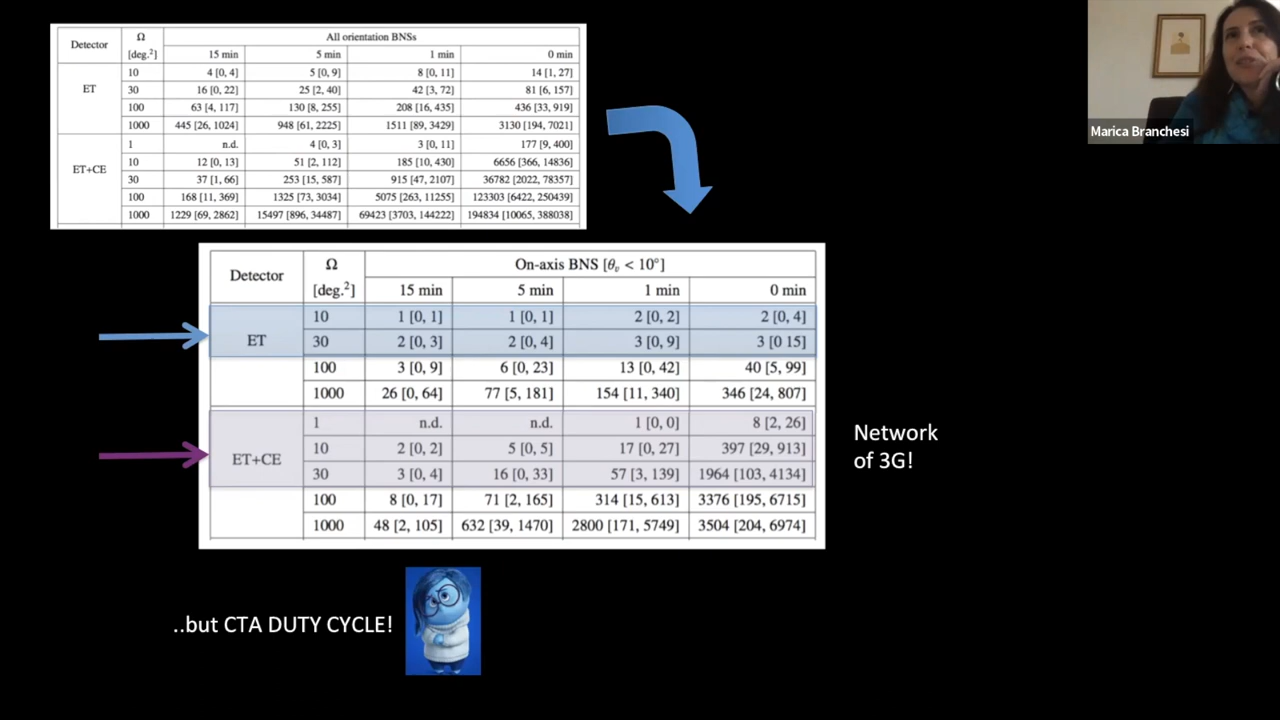 Detector Ω All orientation BNSs
[deg.²] 15 min 5 min 1 min 0 min
ET 10 4 [0, 4] 5 [0, 9] 8 [0, 11] 14 [1, 27]
30 16 [0, 22] 25 [2, 40] 42 [3, 72] 81 [6, 157]
100 63 [4, 117] 130 [8, 255] 208 [16, 435] 436 [33, 919]
1000 445 [26, 1024] 948 [61, 2225] 1511 [89, 3429] 3130 [194, 7021]
ET+CE 1 n.d. 4 [0, 3] 3 [0, 11] 177 [9, 400]
10 12 [0, 13] 51 [2, 112] 185 [10, 430] 6656 [366, 14836]
30 37 [1, 66] 253 [15, 587] 915 [47, 2107] 36782 [2022, 78357]
100 168 [11, 369] 1325 [73, 3034] 5075 [263, 11255] 123303 [6422, 250439]
1000 1229 [69, 2862] 15497 [896, 34487] 69423 [3703, 144222] 194834 [10065, 388038]
Marica Branchesi
Detector Ω On-axis BNS [θᵥ < 10°]
[deg.²] 15 min 5 min 1 min 0 min
ET 10 1 [0, 1] 1 [0, 1] 2 [0, 2] 2 [0, 4]
30 2 [0, 3] 2 [0, 4] 3 [0, 9] 3 [0 15]
100 3 [0, 9] 6 [0, 23] 13 [0, 42] 40 [5, 99]
1000 26 [0, 64] 77 [5, 181] 154 [11, 340] 346 [24, 807]
ET+CE 1 n.d. n.d. 1 [0, 0] 8 [2, 26]
10 2 [0, 2] 5 [0, 5] 17 [0, 27] 397 [29, 913]
30 3 [0, 4] 16 [0, 33] 57 [3, 139] 1964 [103, 4134]
100 8 [0, 17] 71 [2, 165] 314 [15, 613] 3376 [195, 6715]
1000 48 [2, 105] 632 [39, 1470] 2800 [171, 5749] 3504 [204, 6974]
Network
of 3G!
..but CTA DUTY CYCLE!